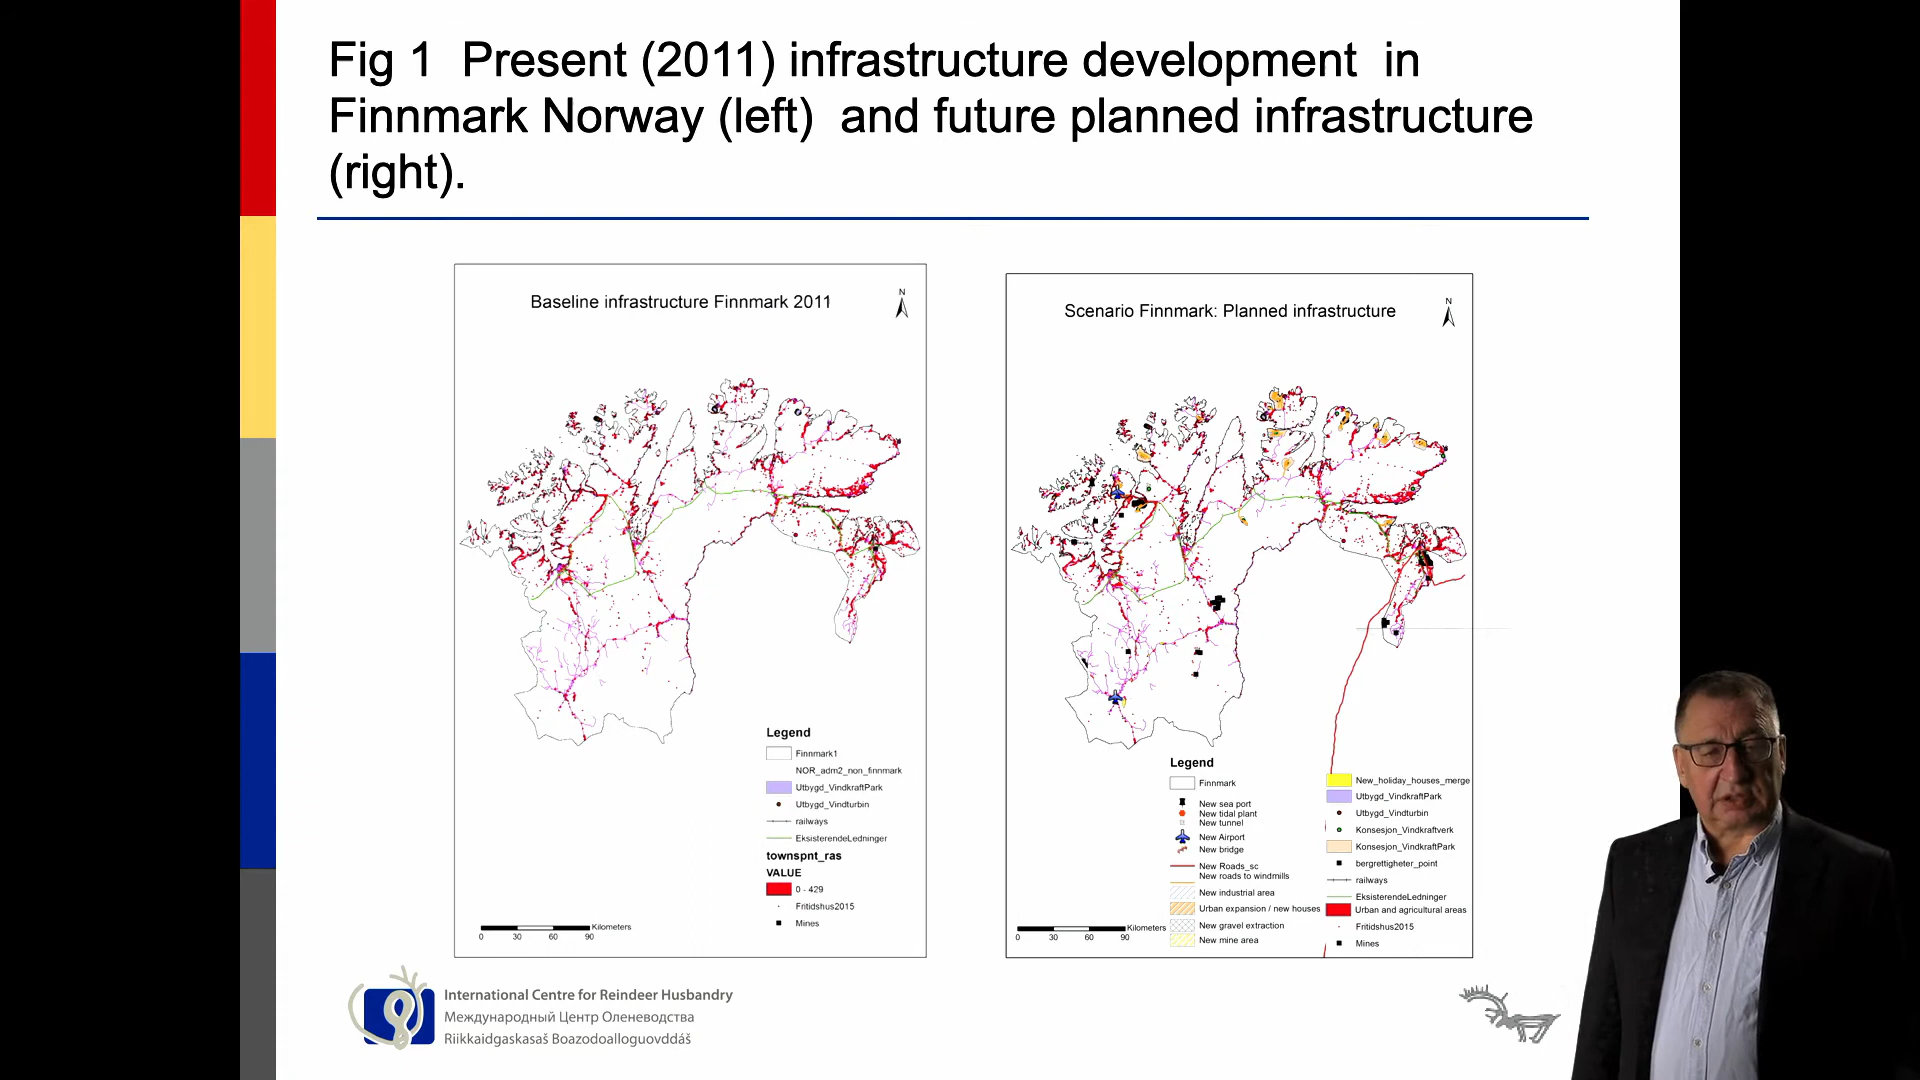 Fig 1  Present (2011) infrastructure development  in
Finnmark Norway (left)  and future planned infrastructure
(right).
Baseline infrastructure Finnmark 2011
N
Legend
Finnmark1
NOR_adm2_non_finnmark
Utbygd_VindkraftPark
Utbygd_Vindturbin
railways
EksisterendeLedninger
townspnt_ras
VALUE
0 - 429
Fritidshus2015
Mines
Kilometers
0 30 60 90
Scenario Finnmark: Planned infrastructure
N
Legend
Finnmark
New sea port
New tidal plant
New tunnel
New Airport
New bridge
New Roads_sc
New roads to windmills
New industrial area
Urban expansion / new houses
New gravel extraction
New mine area
New_holiday_houses_merge
Utbygd_VindkraftPark
Utbygd_Vindturbin
Konsesjon_Vindkraftverk
Konsesjon_VindkraftPark
bergrettigheter_point
railways
EksisterendeLedninger
Urban and agricultural areas
Fritidshus2015
Mines
Kilometers
0 30 60 90
International Centre for Reindeer Husbandry
Международный Центр Оленеводства
Riikkaidgaskasaš Boazodoalloguovddáš